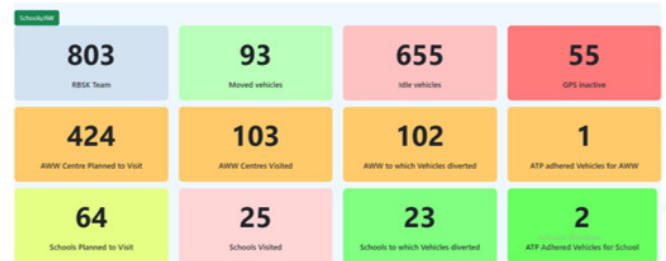 Schools/AW
803 93 655 55
RBSK Team Moved vehicles Idle vehicles GPS inactive
424 103 102 1
AWW Centre Planned to Visit AWW Centres Visited AWW to which Vehicles diverted ATP adhered Vehicles for AWW
64 25 23 2
Schools Planned to Visit Schools Visited Schools to which Vehicles diverted ATP Adhered Vehicles for School